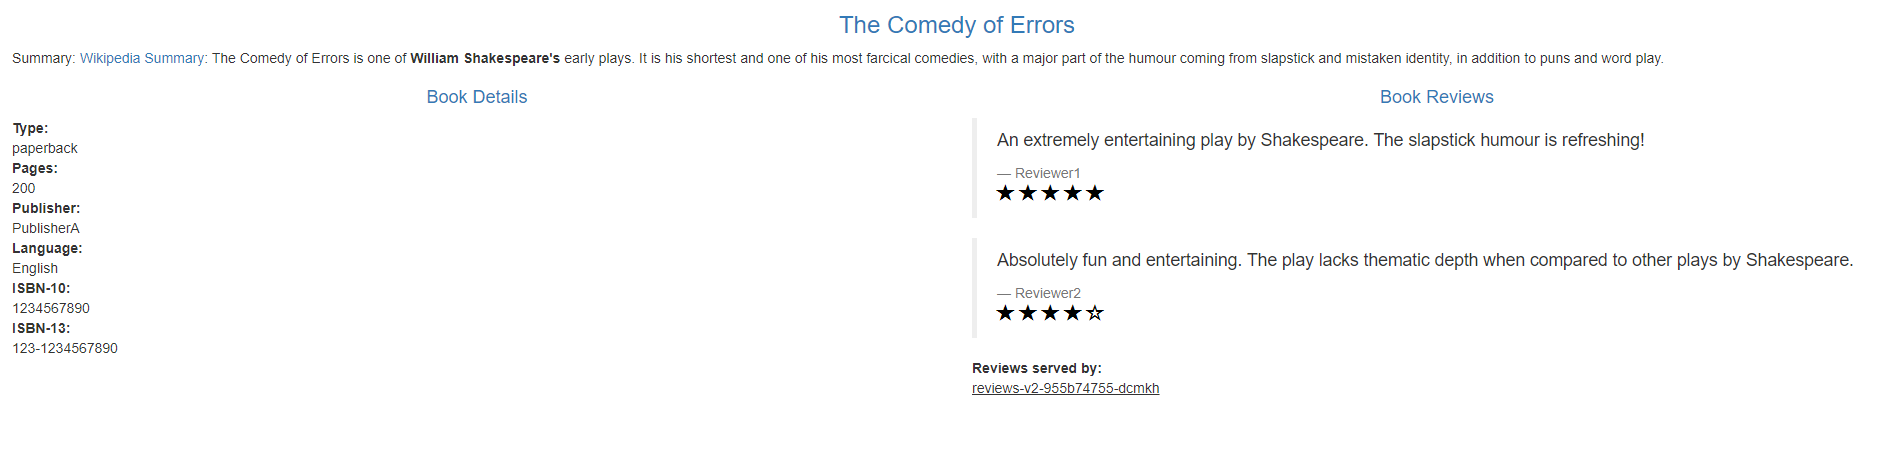 The Comedy of Errors
Summary: Wikipedia Summary: The Comedy of Errors is one of William Shakespeare's early plays. It is his shortest and one of his most farcical comedies, with a major part of the humour coming from slapstick and mistaken identity, in addition to puns and word play.
Book Details
Type:
paperback
Pages:
200
Publisher:
PublisherA
Language:
English
ISBN-10:
1234567890
ISBN-13:
123-1234567890
Book Reviews
An extremely entertaining play by Shakespeare. The slapstick humour is refreshing!
— Reviewer1
★★★★★
Absolutely fun and entertaining. The play lacks thematic depth when compared to other plays by Shakespeare.
— Reviewer2
★★★★☆
Reviews served by:
reviews-v2-955b74755-dcmkh